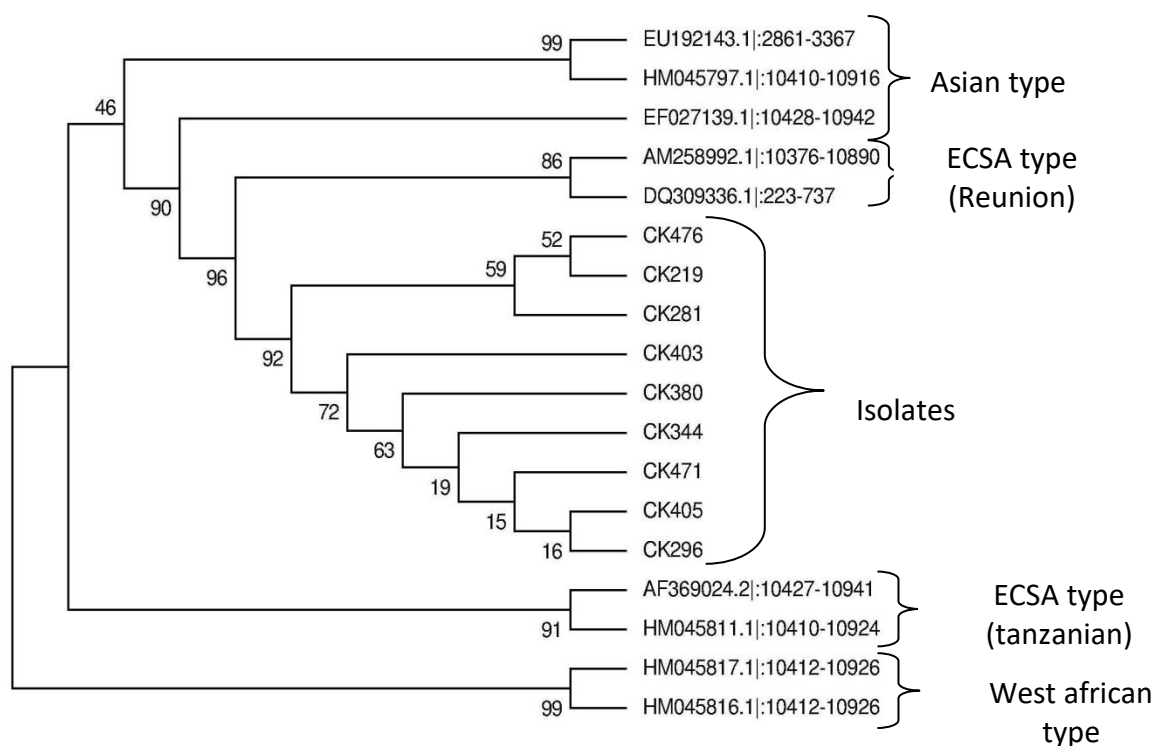 99
EU192143.1|:2861-3367
HM045797.1|:10410-10916
Asian type
46
EF027139.1|:10428-10942
86
AM258992.1|:10376-10890
ECSA type
(Reunion)
DQ309336.1|:223-737
90
52
CK476
59
CK219
96
CK281
92
CK403
72
CK380
Isolates
63
CK344
19
CK471
15
CK405
16
CK296
AF369024.2|:10427-10941
ECSA type
(tanzanian)
91
HM045811.1|:10410-10924
HM045817.1|:10412-10926
West african
type
99
HM045816.1|:10412-10926